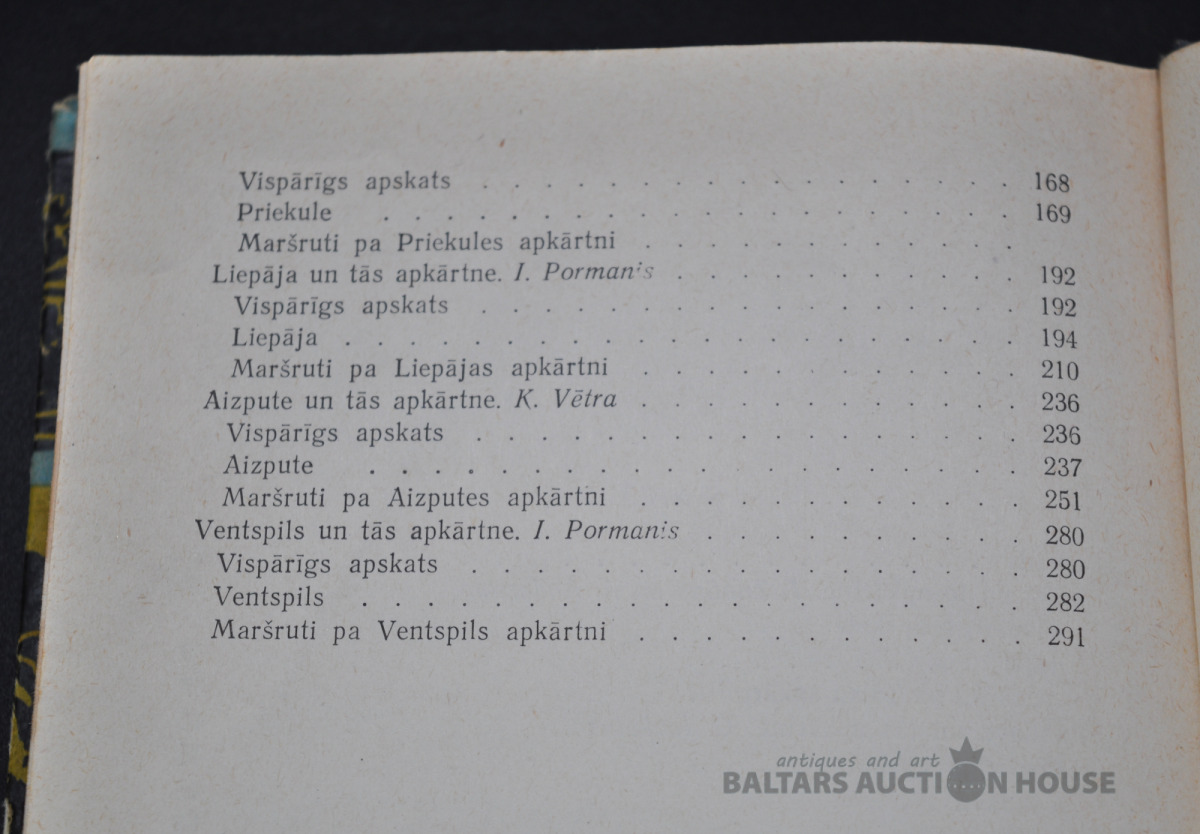 Vispārīgs apskats . . . . . . . . . . . . . . . . . 168
Priekule . . . . . . . . . . . . . . . . . . . 169
Maršruti pa Priekules apkārtni . . . . . . . . . . . .
Liepāja un tās apkārtne. I. Pormanis . . . . . . . . . . . 192
Vispārīgs apskats . . . . . . . . . . . . . . . . . 192
Liepāja . . . . . . . . . . . . . . . . . . . . . 194
Maršruti pa Liepājas apkārtni . . . . . . . . . . . . 210
Aizpute un tās apkārtne. K. Vētra . . . . . . . . . . . . 236
Vispārīgs apskats . . . . . . . . . . . . . . . . . 236
Aizpute . . . . . . . . . . . . . . . . . . . . 237
Maršruti pa Aizputes apkārtni . . . . . . . . . . . . 251
Ventspils un tās apkārtne. I. Pormanis . . . . . . . . . . 280
Vispārīgs apskats . . . . . . . . . . . . . . . . . 280
Ventspils . . . . . . . . . . . . . . . . . . . . 282
Maršruti pa Ventspils apkārtni . . . . . . . . . . . . 291
antiques and art
BALTARS AUCTION HOUSE